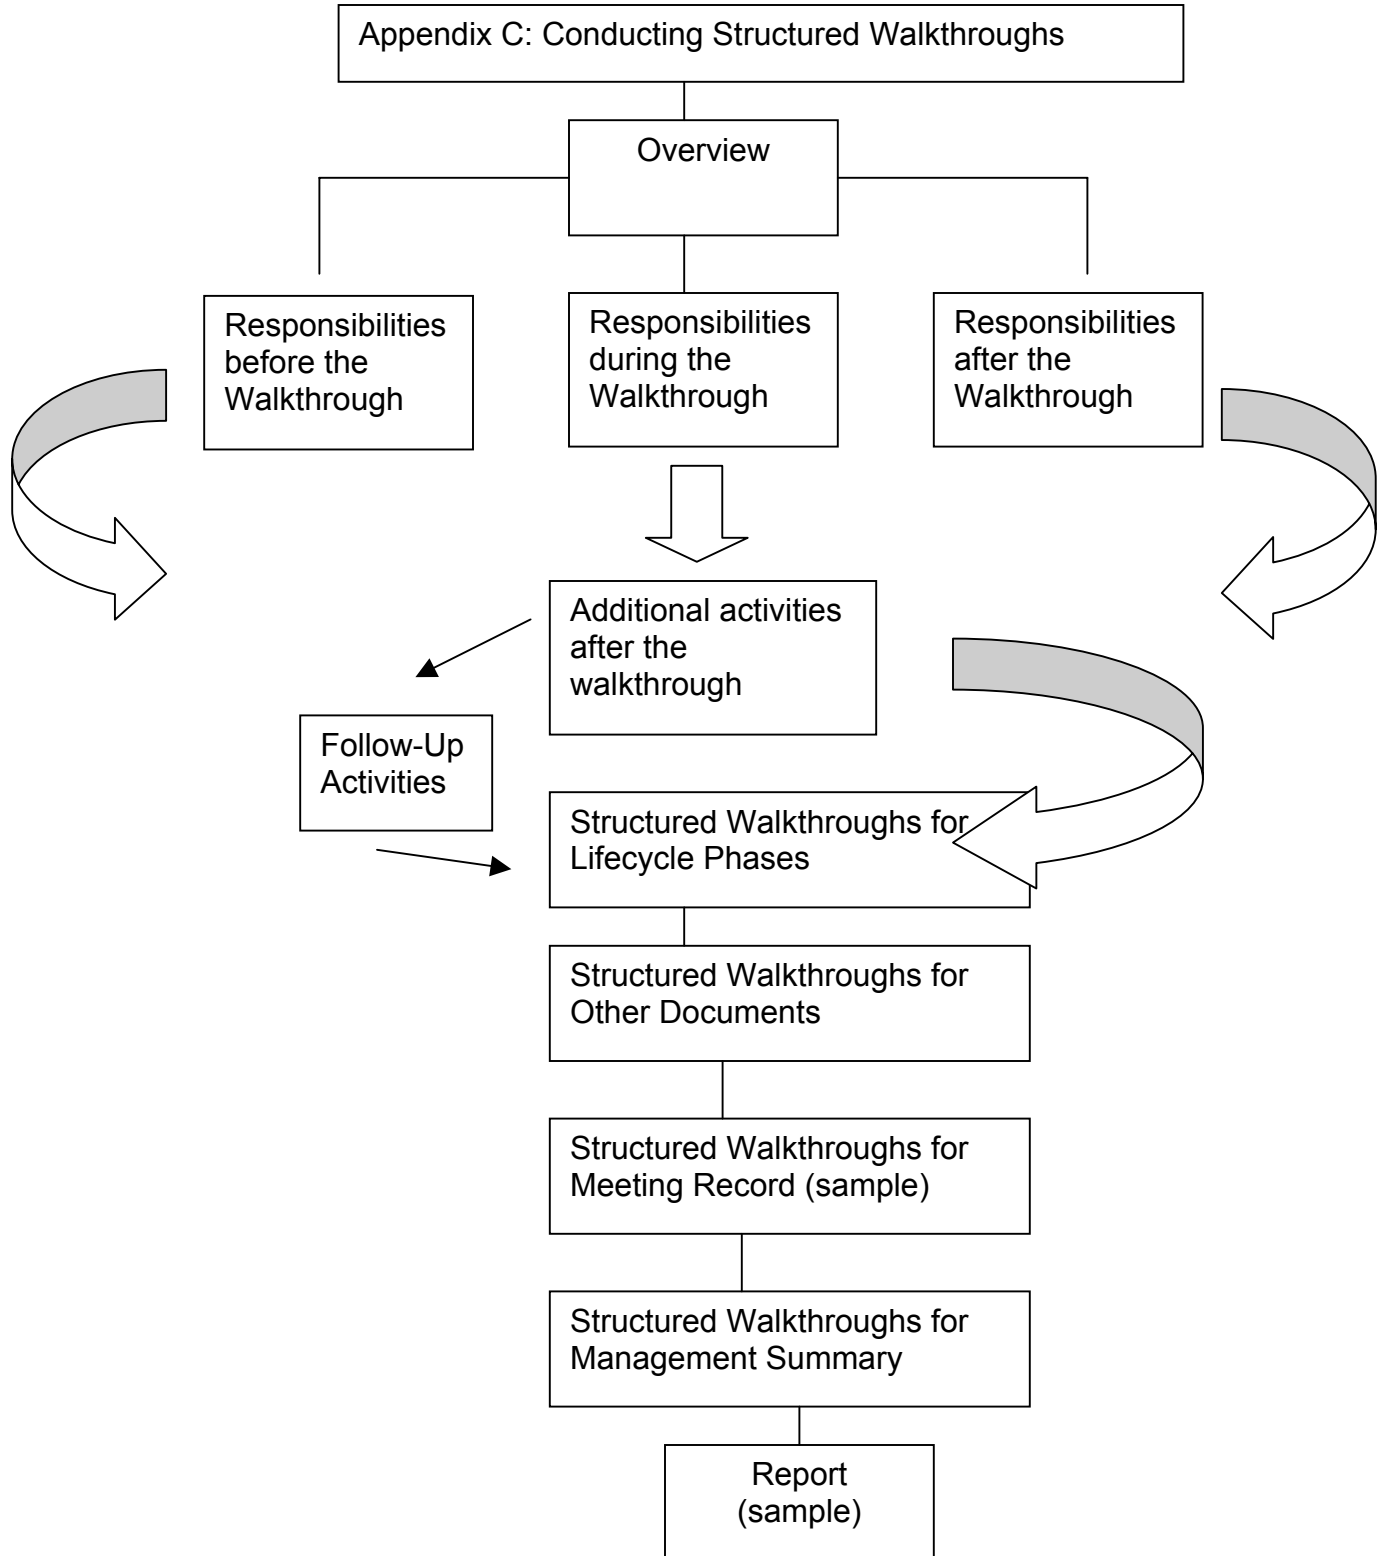 Appendix C: Conducting Structured Walkthroughs
Overview
Responsibilities
before the
Walkthrough
Responsibilities
during the
Walkthrough
Responsibilities
after the
Walkthrough
Additional activities
after the
walkthrough
Follow-Up
Activities
Structured Walkthroughs for
Lifecycle Phases
Structured Walkthroughs for
Other Documents
Structured Walkthroughs for
Meeting Record (sample)
Structured Walkthroughs for
Management Summary
Report
(sample)